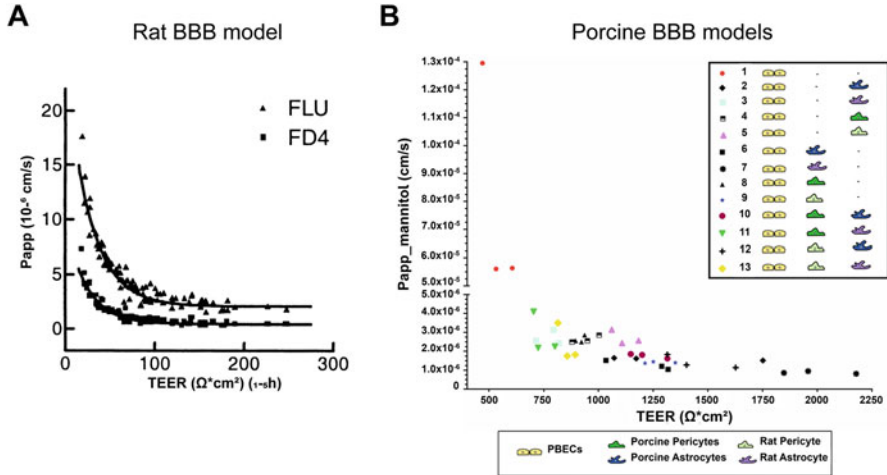 A
Rat BBB model
20
15
10
5
0
Papp (10-⁶ cm/s)
FLU
FD4
0
100
200
300
TEER (Ω*cm²) (₁₋₅h)
B
Porcine BBB models
1.3x10⁻⁴
1.2x10⁻⁴
1.1x10⁻⁴
1.0x10⁻⁴
9.0x10⁻⁵
8.0x10⁻⁵
7.0x10⁻⁵
6.0x10⁻⁵
5.0x10⁻⁵
5.0x10⁻⁶
4.0x10⁻⁶
3.0x10⁻⁶
2.0x10⁻⁶
1.0x10⁻⁶
0
Papp_mannitol (cm/s)
500
750
1000
1250
1500
1750
2000
2250
TEER (Ω*cm²)
1
2
3
4
5
6
7
8
9
10
11
12
13
PBECs
Porcine Pericytes
Rat Pericyte
Porcine Astrocytes
Rat Astrocyte